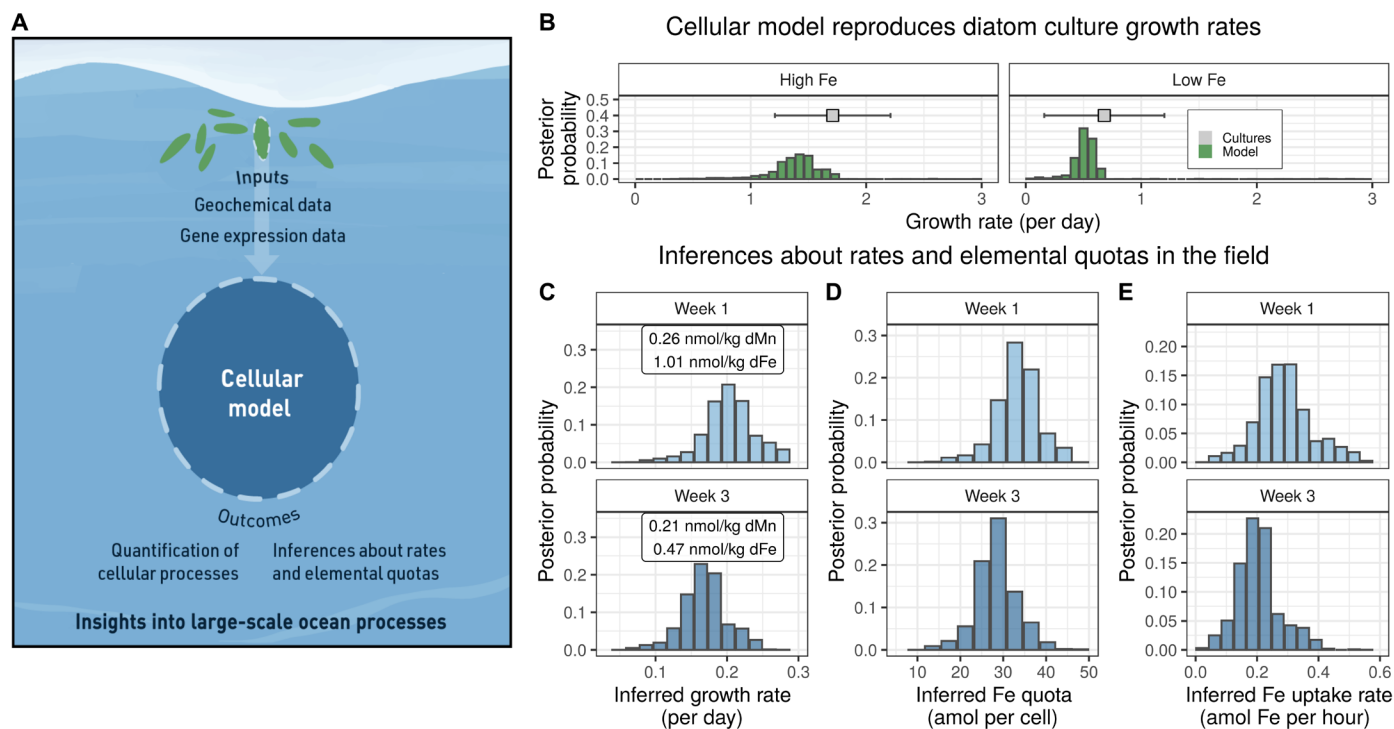 A
Inputs
Geochemical data
Gene expression data
Cellular
model
Outcomes
Quantification of
cellular processes
Inferences about rates
and elemental quotas
Insights into large-scale ocean processes
B
Cellular model reproduces diatom culture growth rates
High Fe
Low Fe
Posterior
probability
0.5
0.4
0.3
0.2
0.1
0.0
Cultures
Model
0
1
2
3
0
1
2
3
Growth rate (per day)
Inferences about rates and elemental quotas in the field
C
Week 1
0.26 nmol/kg dMn
1.01 nmol/kg dFe
0.3
0.2
0.1
0.0
Posterior probability
Week 3
0.21 nmol/kg dMn
0.47 nmol/kg dFe
0.3
0.2
0.1
0.0
0.1
0.2
0.3
Inferred growth rate
(per day)
D
Week 1
0.3
0.2
0.1
0.0
Posterior probability
Week 3
0.3
0.2
0.1
0.0
10
20
30
40
50
Inferred Fe quota
(amol per cell)
E
Week 1
0.20
0.15
0.10
0.05
0.00
Posterior probability
Week 3
0.20
0.15
0.10
0.05
0.00
0.0
0.2
0.4
0.6
Inferred Fe uptake rate
(amol Fe per hour)